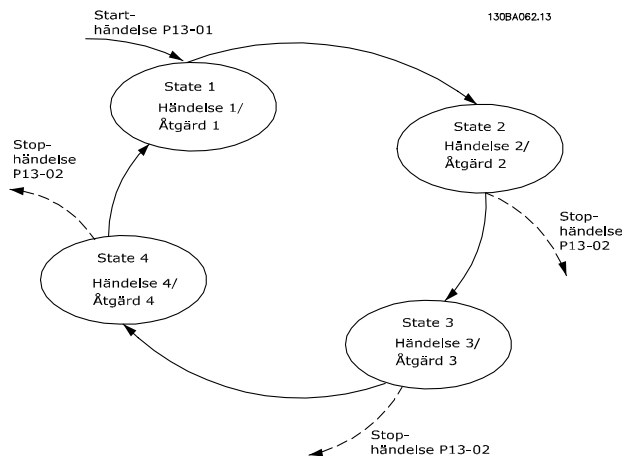 Start-
händelse P13-01
130BA062.13
State 1
Händelse 1/
Åtgärd 1
State 2
Händelse 2/
Åtgärd 2
Stop-
händelse
P13-02
Stop-
händelse
P13-02
State 4
Händelse 4/
Åtgärd 4
State 3
Händelse 3/
Åtgärd 3
Stop-
händelse P13-02